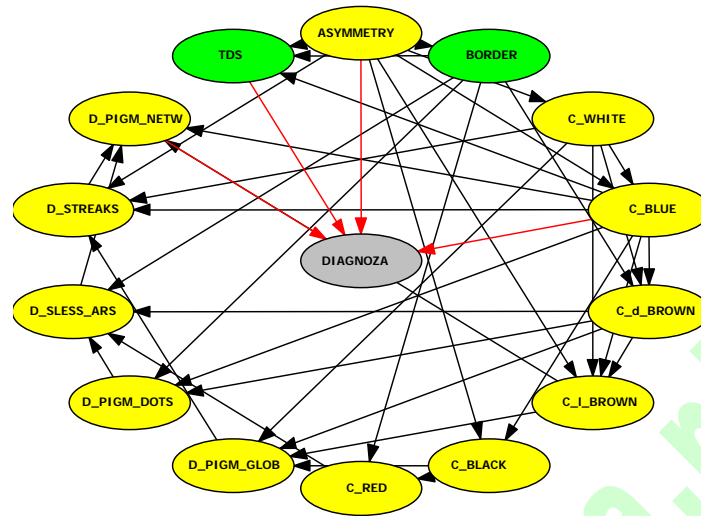 ASYMMETRY
TDS
BORDER
D_PIGM_NETW
C_WHITE
D_STREAKS
C_BLUE
DIAGNOZA
D_SLESS_ARS
C_d_BROWN
D_PIGM_DOTS
C_l_BROWN
D_PIGM_GLOB
C_BLACK
C_RED